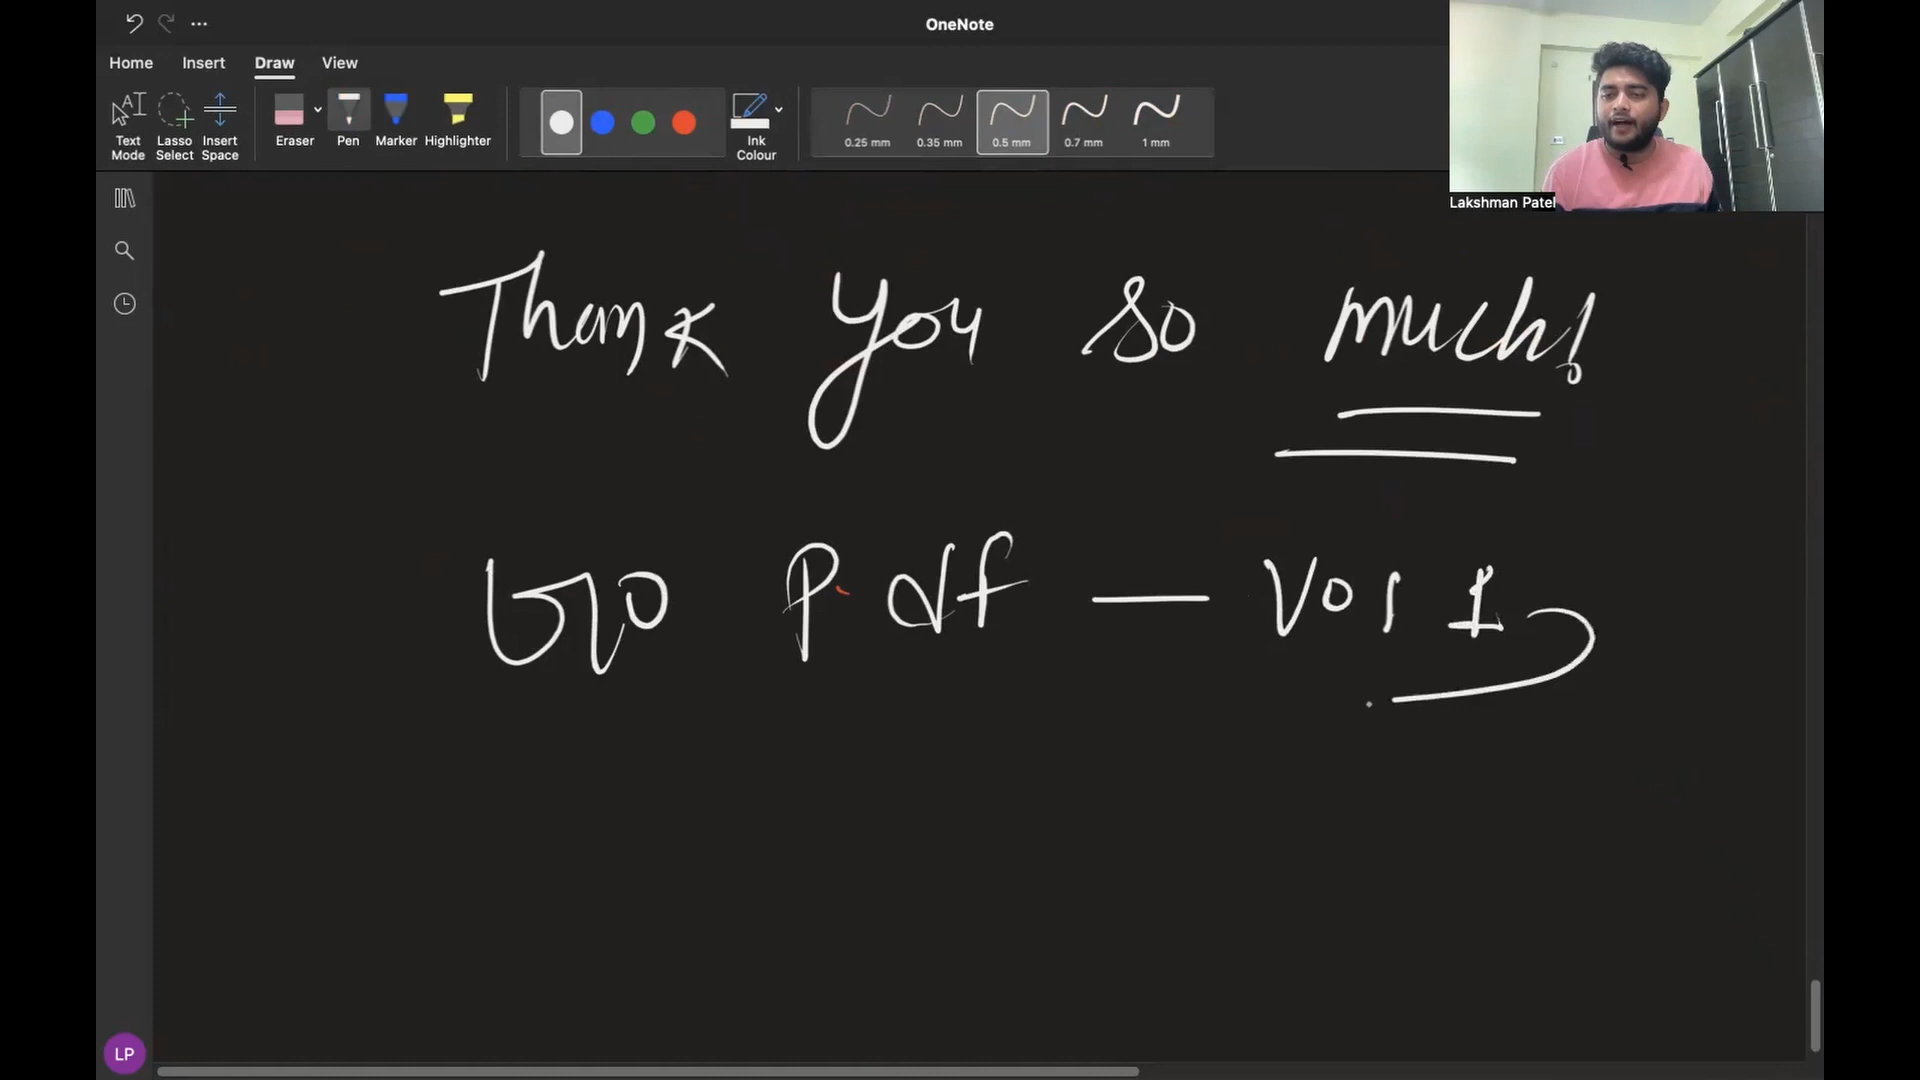 OneNote
Home Insert Draw View
Text Mode
Lasso Select
Insert Space
Eraser
Pen
Marker
Highlighter
Ink Colour
0.25 mm
0.35 mm
0.5 mm
0.7 mm
1 mm
Lakshman Patel
Thank you so much!
Pdf — Vol 1
LP